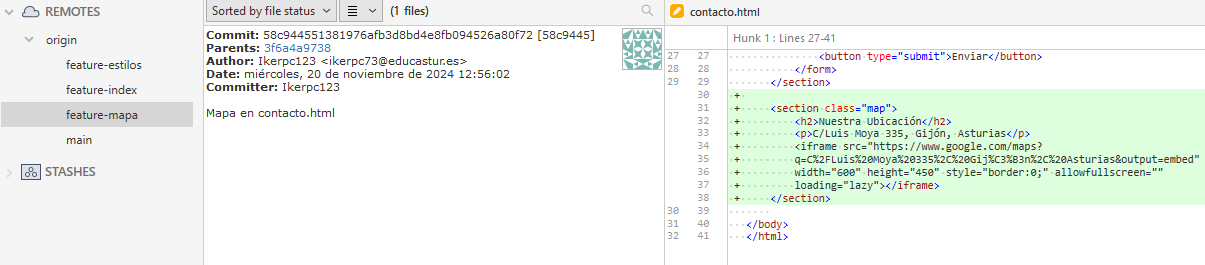 REMOTES
origin
feature-estilos
feature-index
feature-mapa
main
STASHES
Sorted by file status
(1 files)
Commit: 58c944551381976afb3d8bd4e8fb094526a80f72 [58c9445]
Parents: 3f6a4a9738
Author: Ikerpc123 <ikerpc73@educastur.es>
Date: miércoles, 20 de noviembre de 2024 12:56:02
Committer: Ikerpc123
Mapa en contacto.html
contacto.html
Hunk 1 : Lines 27-41
27 27 <button type="submit">Enviar</button>
28 28 </form>
29 29 </section>
30 +
31 + <section class="map">
32 + <h2>Nuestra Ubicación</h2>
33 + <p>C/Luis Moya 335, Gijón, Asturias</p>
34 + <iframe src="https://www.google.com/maps?
35 + q=C%2FLuis%20Moya%20335%2C%20Gij%C3%B3n%2C%20Asturias&output=embed"
36 + width="600" height="450" style="border:0;" allowfullscreen=""
37 + loading="lazy"></iframe>
38 + </section>
30 39
31 40 </body>
32 41 </html>